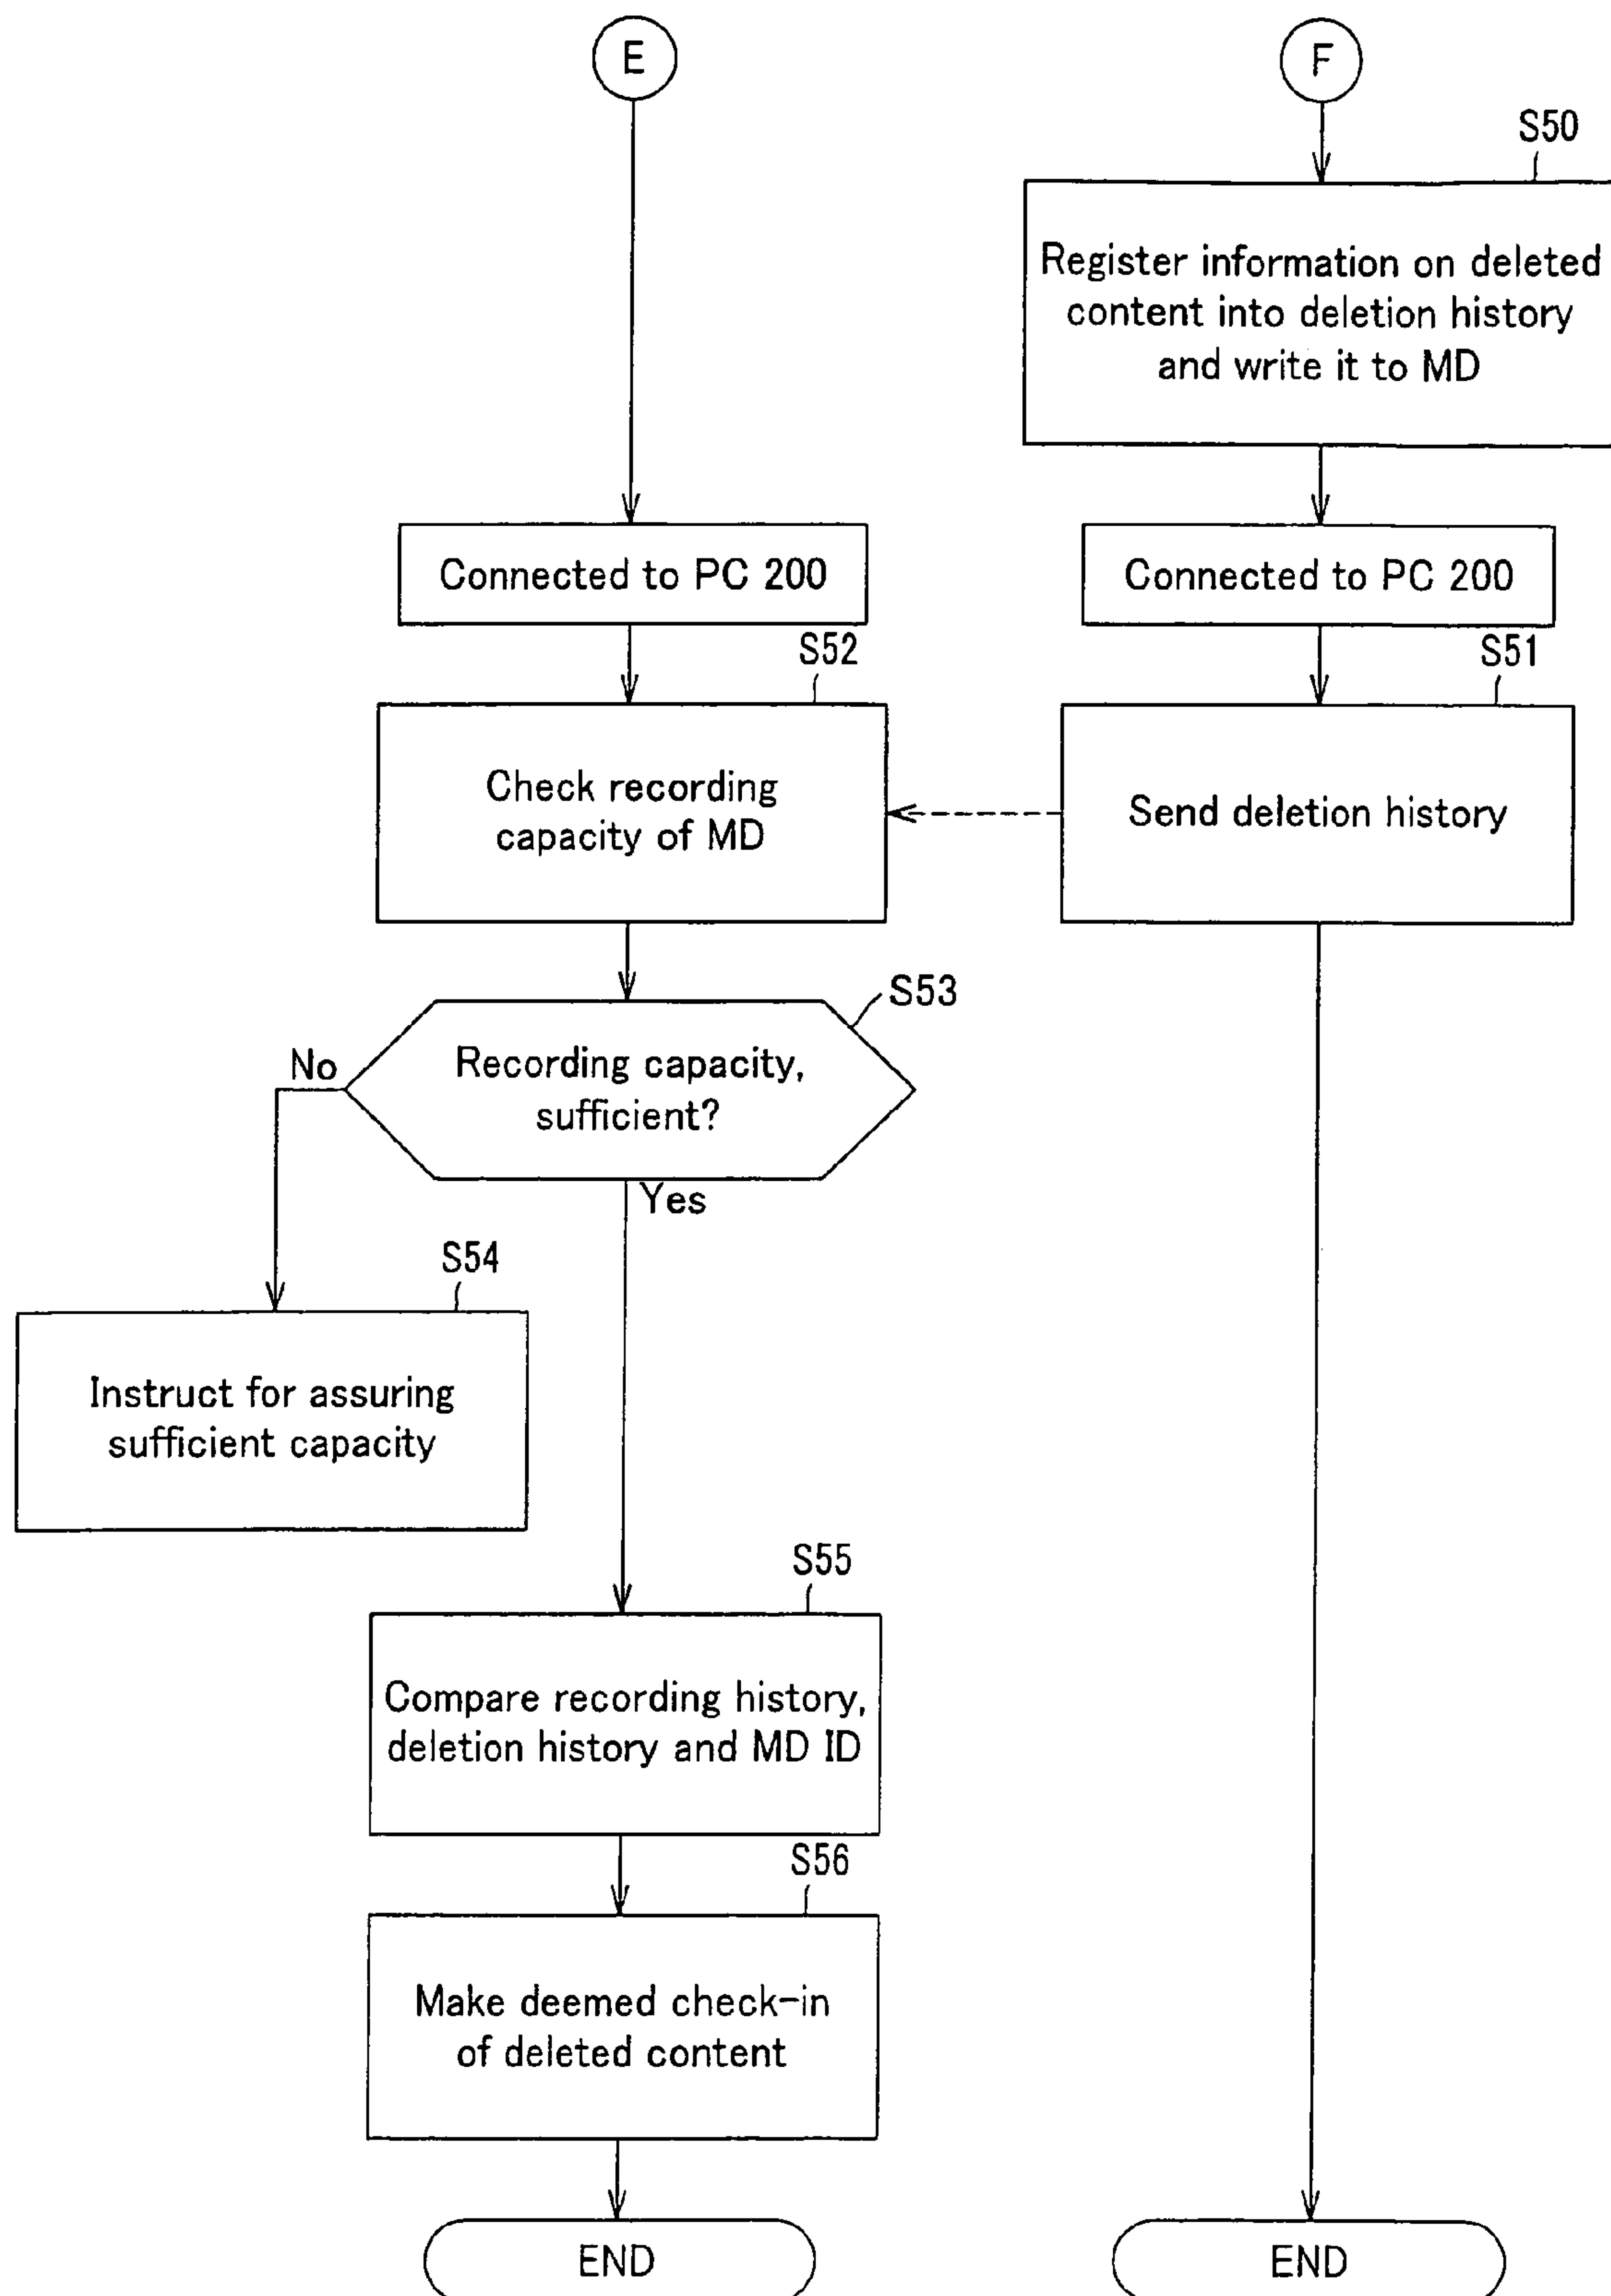 E
F
S50
Register information on deleted
content into deletion history
and write it to MD
Connected to PC 200
Connected to PC 200
S52
S51
Check recording
capacity of MD
Send deletion history
S53
No
Recording capacity,
sufficient?
Yes
S54
Instruct for assuring
sufficient capacity
S55
Compare recording history,
deletion history and MD ID
S56
Make deemed check-in
of deleted content
END
END